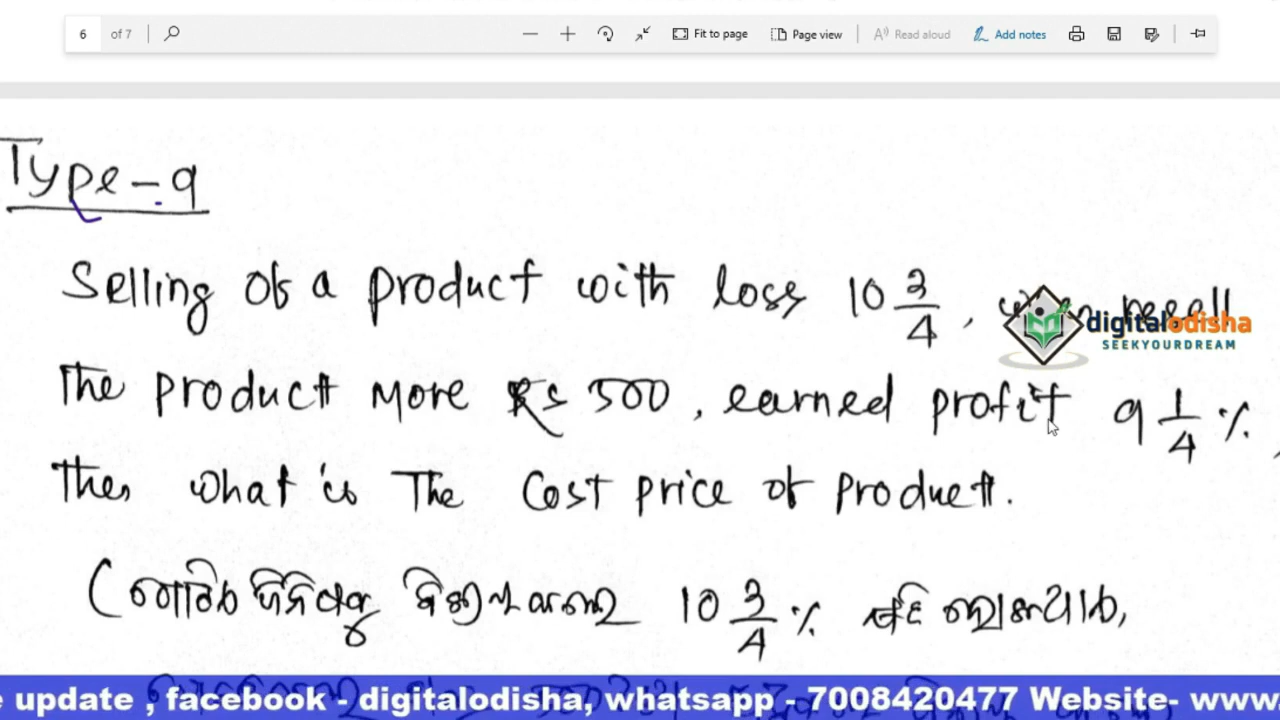 6 of 7 Fit to page Page view Read aloud Add notes
Type - 9
Selling of a product with loss 10 3/4, when resell
digitalodisha
SEEKYOURDREAM
The product more Rs 500, earned profit 9 1/4 %,
Then what is The Cost price of product.
( ଗୋଟିଏ ଜିନିଷକୁ ବିକ୍ରୀ 10 3/4 %
e update , facebook - digitalodisha, whatsapp - 7008420477 Website- www.